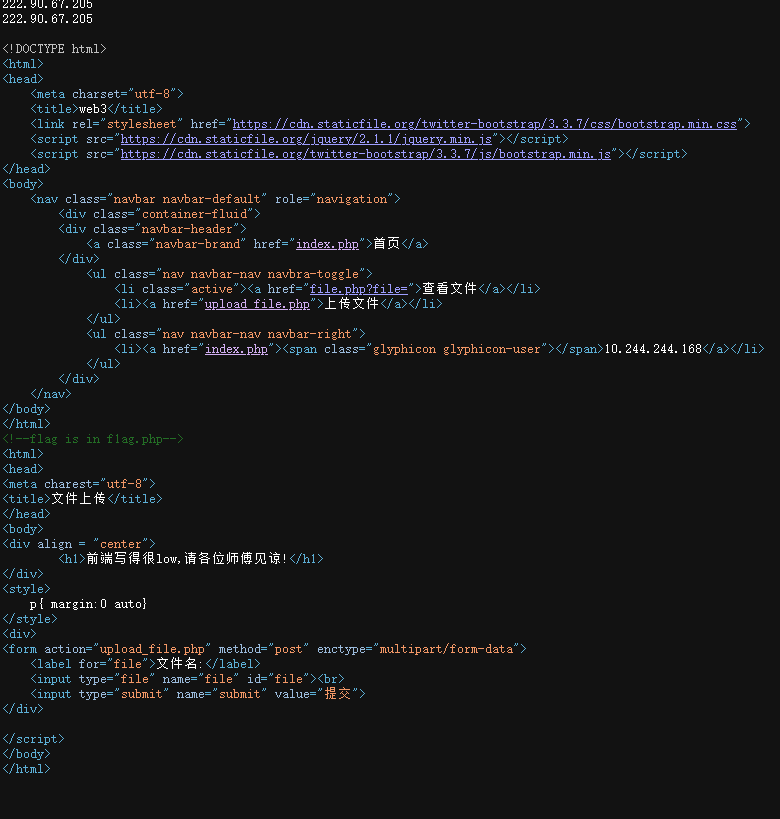 222.90.67.205
222.90.67.205
<!DOCTYPE html>
<html>
<head>
<meta charset="utf-8">
<title>web3</title>
<link rel="stylesheet" href="https://cdn.staticfile.org/twitter-bootstrap/3.3.7/css/bootstrap.min.css">
<script src="https://cdn.staticfile.org/jquery/2.1.1/jquery.min.js"></script>
<script src="https://cdn.staticfile.org/twitter-bootstrap/3.3.7/js/bootstrap.min.js"></script>
</head>
<body>
<nav class="navbar navbar-default" role="navigation">
<div class="container-fluid">
<div class="navbar-header">
<a class="navbar-brand" href="index.php">首页</a>
</div>
<ul class="nav navbar-nav navbra-toggle">
<li class="active"><a href="file.php?file=">查看文件</a></li>
<li><a href="upload_file.php">上传文件</a></li>
</ul>
<ul class="nav navbar-nav navbar-right">
<li><a href="index.php"><span class="glyphicon glyphicon-user"></span>10.244.244.168</a></li>
</ul>
</div>
</nav>
</body>
</html>
<!--flag is in f1ag.php-->
<html>
<head>
<meta charest="utf-8">
<title>文件上传</title>
</head>
<body>
<div align = "center">
<h1>前端写得很low,请各位师傅见谅!</h1>
</div>
<style>
p{ margin:0 auto}
</style>
<div>
<form action="upload_file.php" method="post" enctype="multipart/form-data">
<label for="file">文件名:</label>
<input type="file" name="file" id="file"><br>
<input type="submit" name="submit" value="提交">
</div>
</script>
</body>
</html>